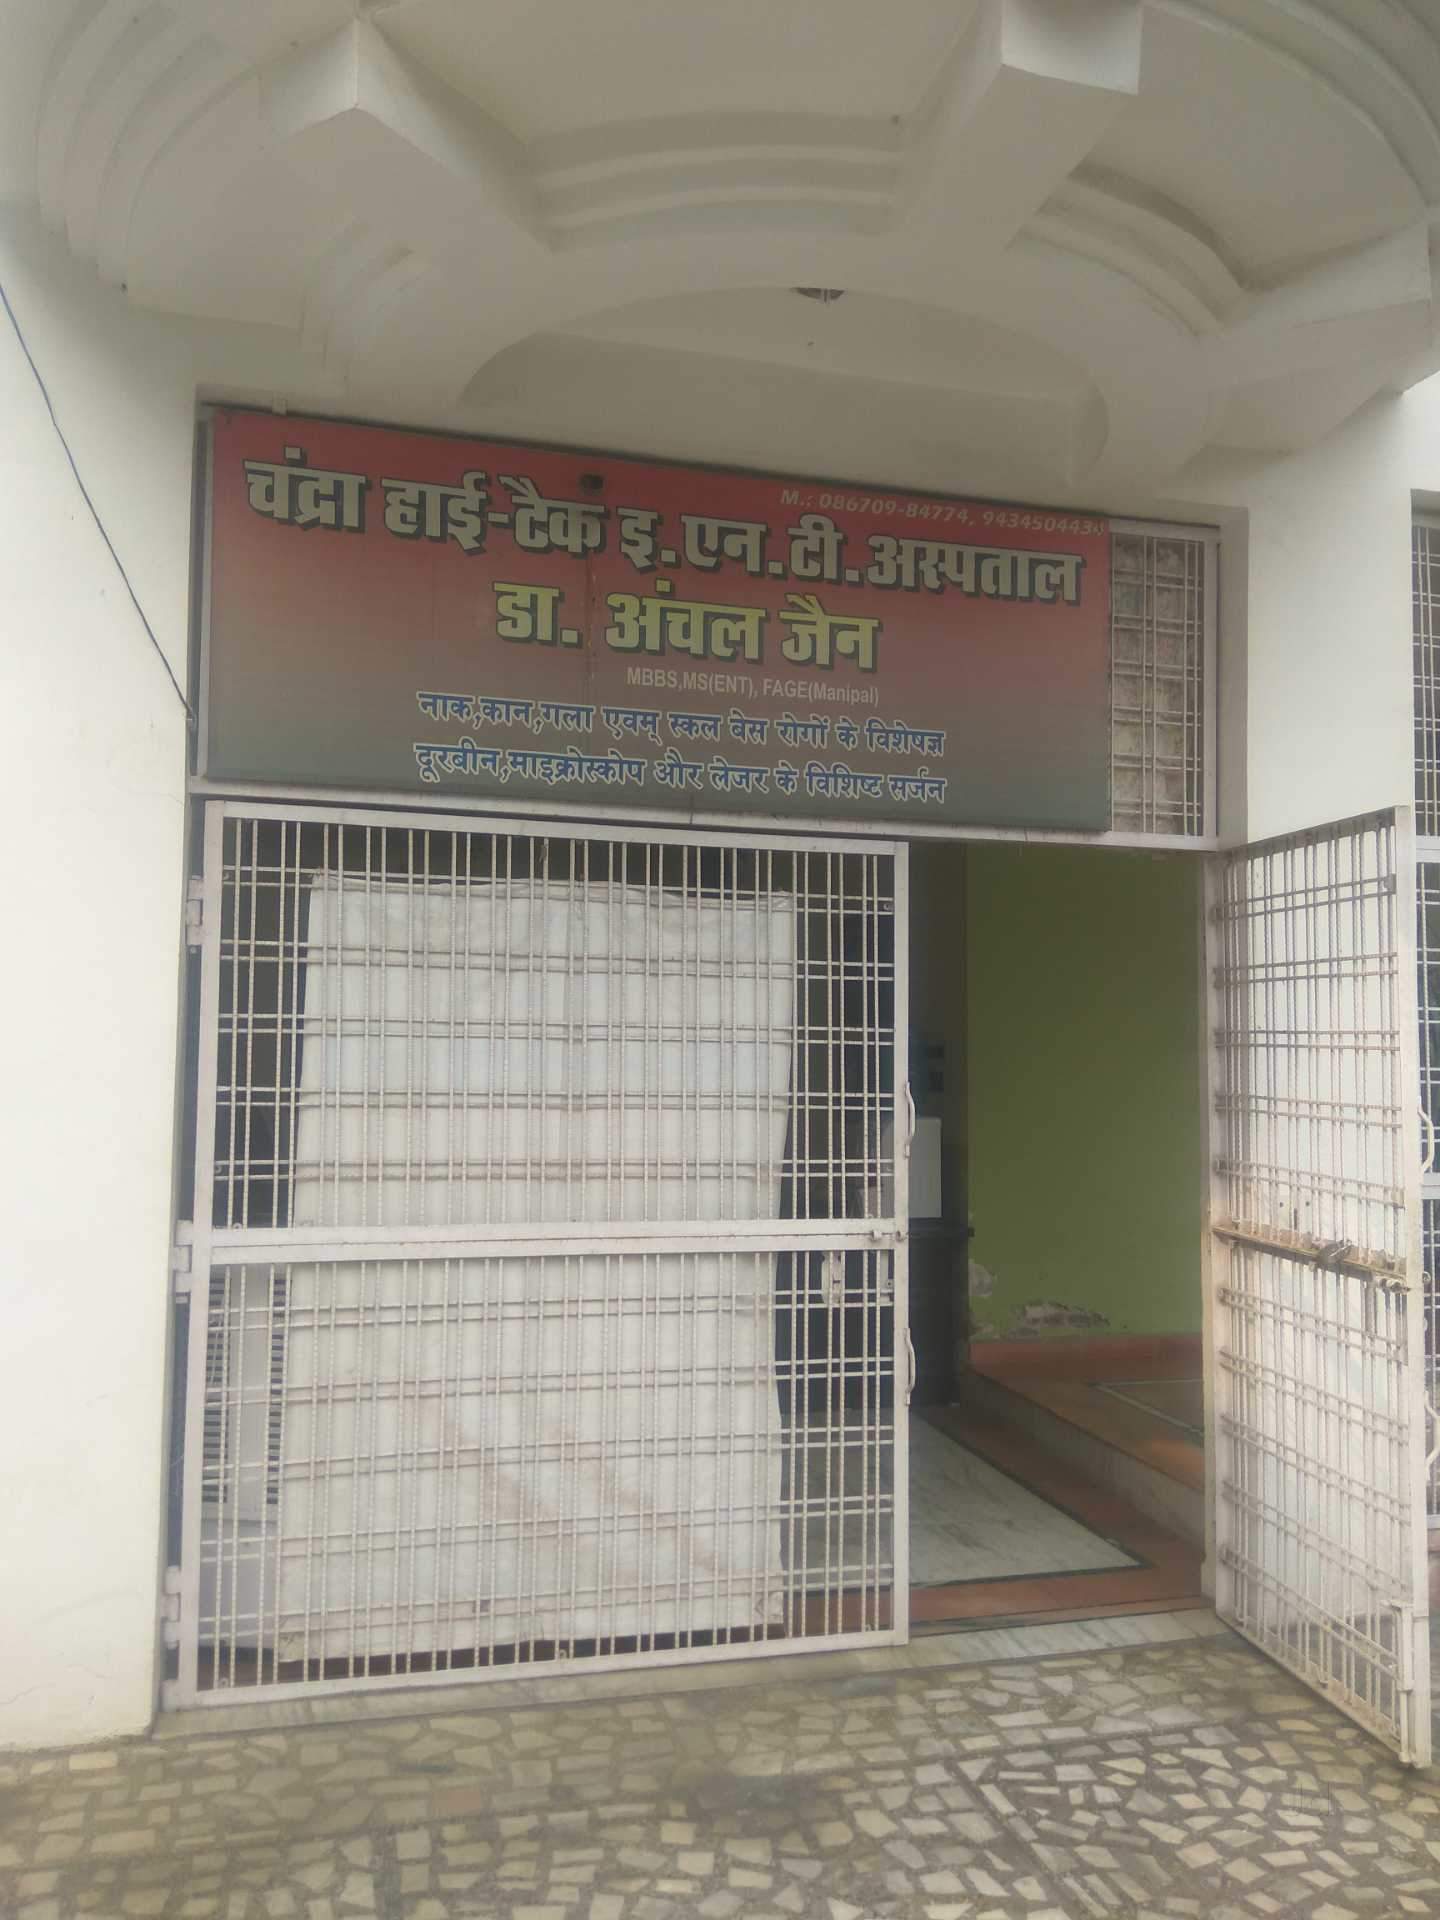 M.: 086709-84774, 9434504434
चंद्रा हाई-टैक इ.एन.टी.अस्पताल
डा. अंचल जैन
MBBS,MS(ENT), FAGE(Manipal)
नाक,कान,गला एवम् स्कल बेस रोगों के विशेषज्ञ
दूरबीन,माइक्रोस्कोप और लेजर के विशिष्ट सर्जन